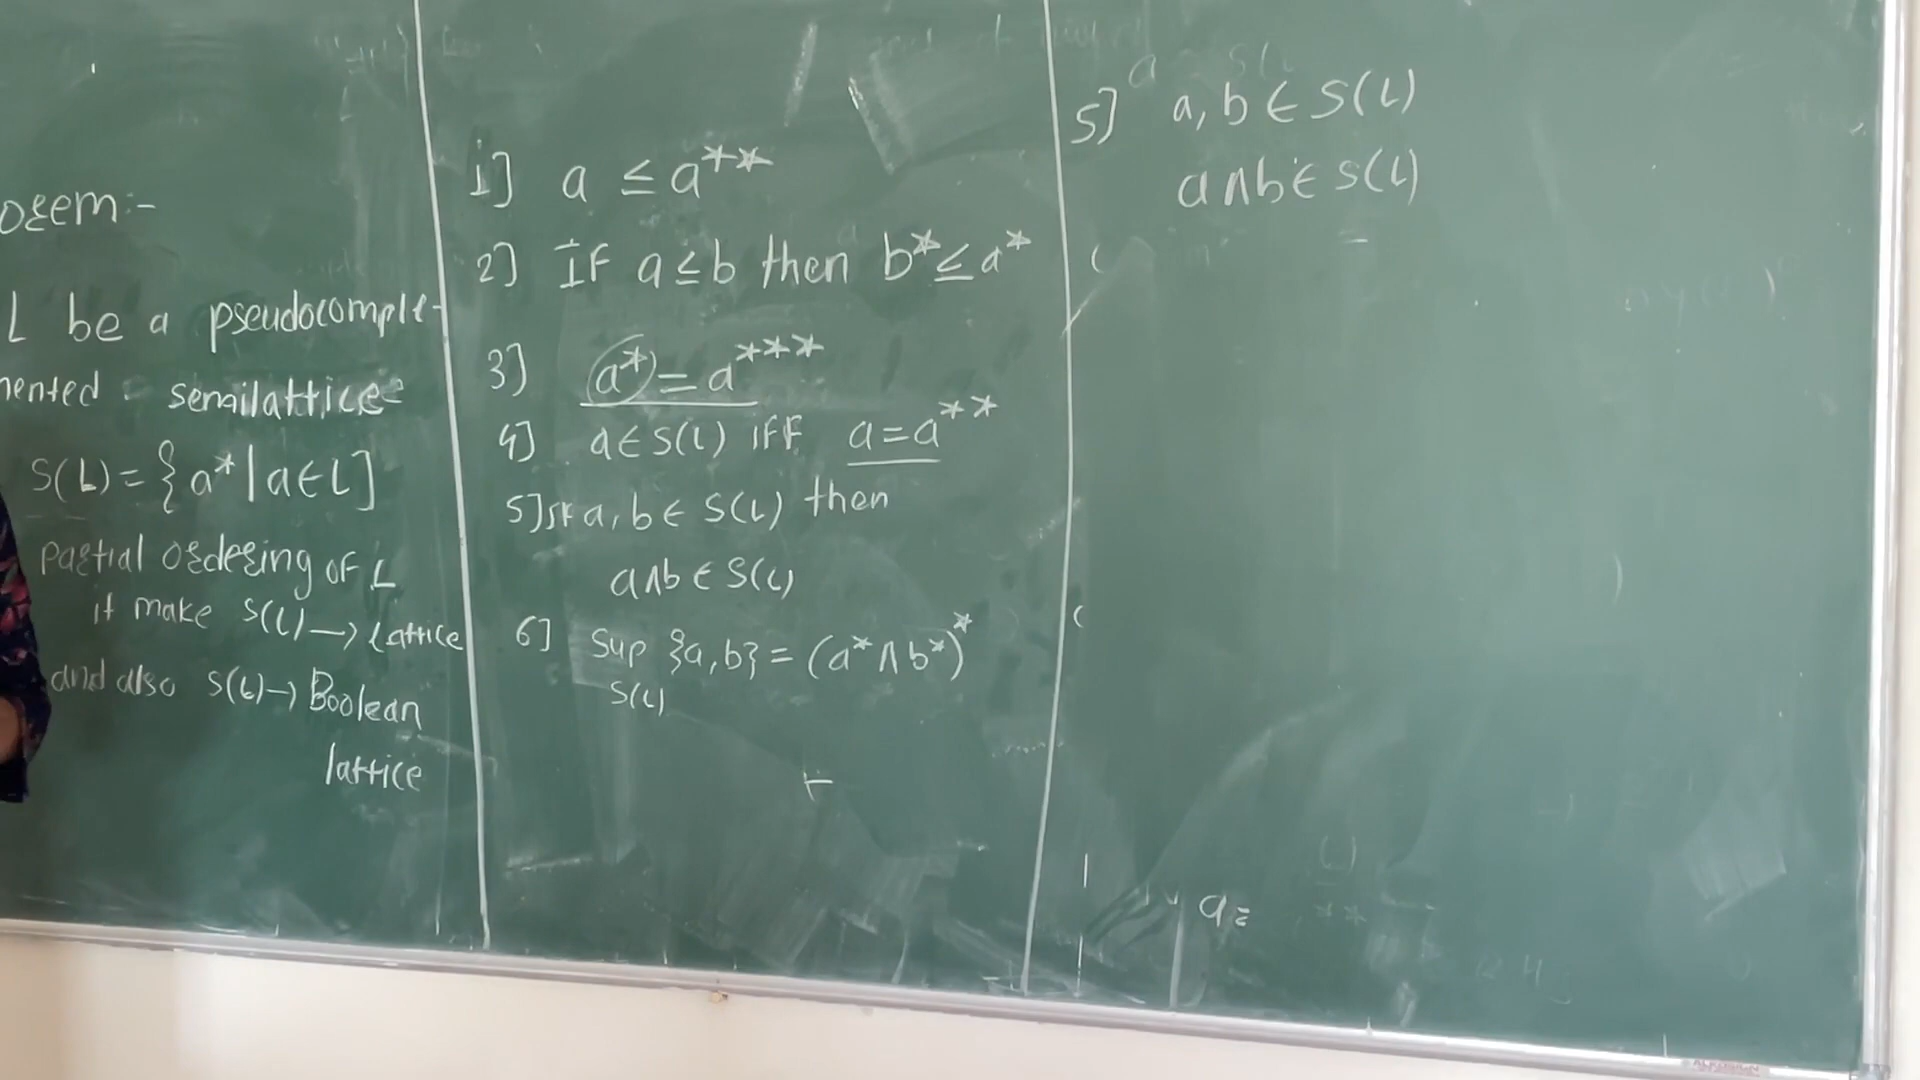 orem:-
L be a pseudocomple-
mented semilattice
S(L)={a*|a∈L]
partial ordering of L
it make S(L)→lattice
and also S(L)→Boolean
lattice
1] a ≤ a**
2] IF a≤b then b*≤a*
3] a*=a***
4] a∈S(L) iff a=a**
5] If a,b∈ S(L) then
a∧b ∈ S(L)
6] Sup {a,b} = (a*∧b*)*
S(L)
5] a,b ∈ S(L)
a∧b∈ S(L)
a=